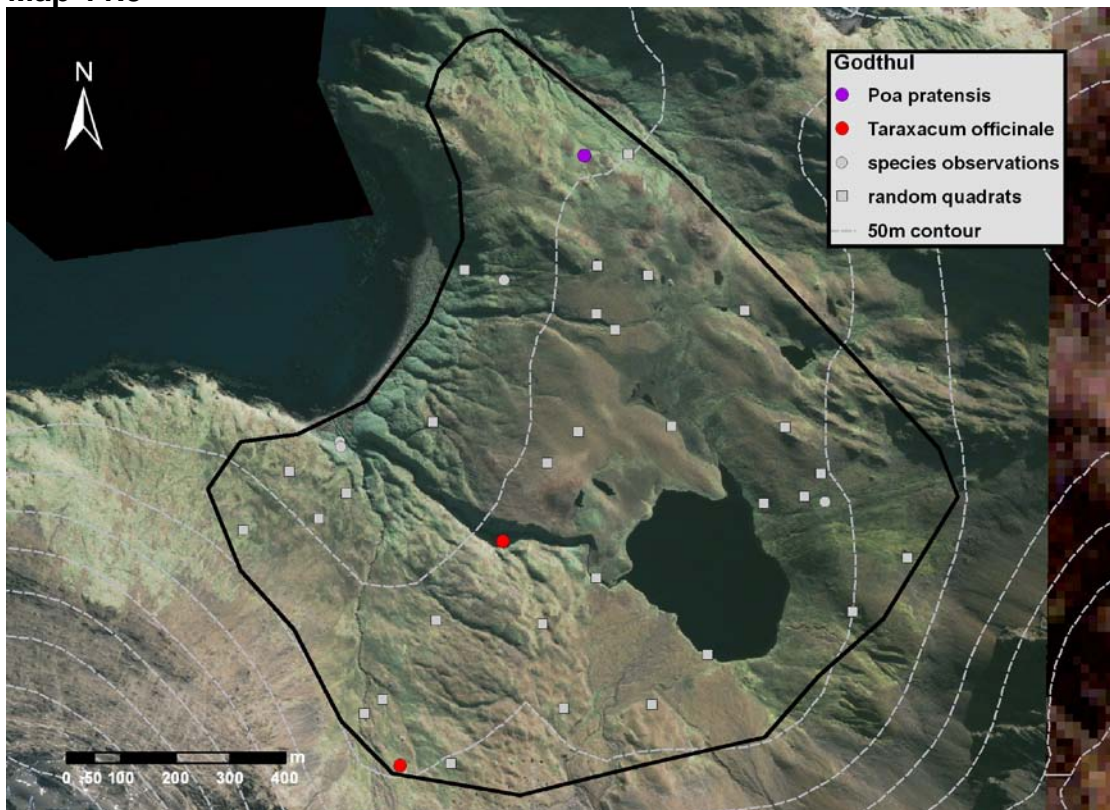 N
Godthul
Poa pratensis
Taraxacum officinale
species observations
random quadrats
50m contour
m
0 50 100 200 300 400